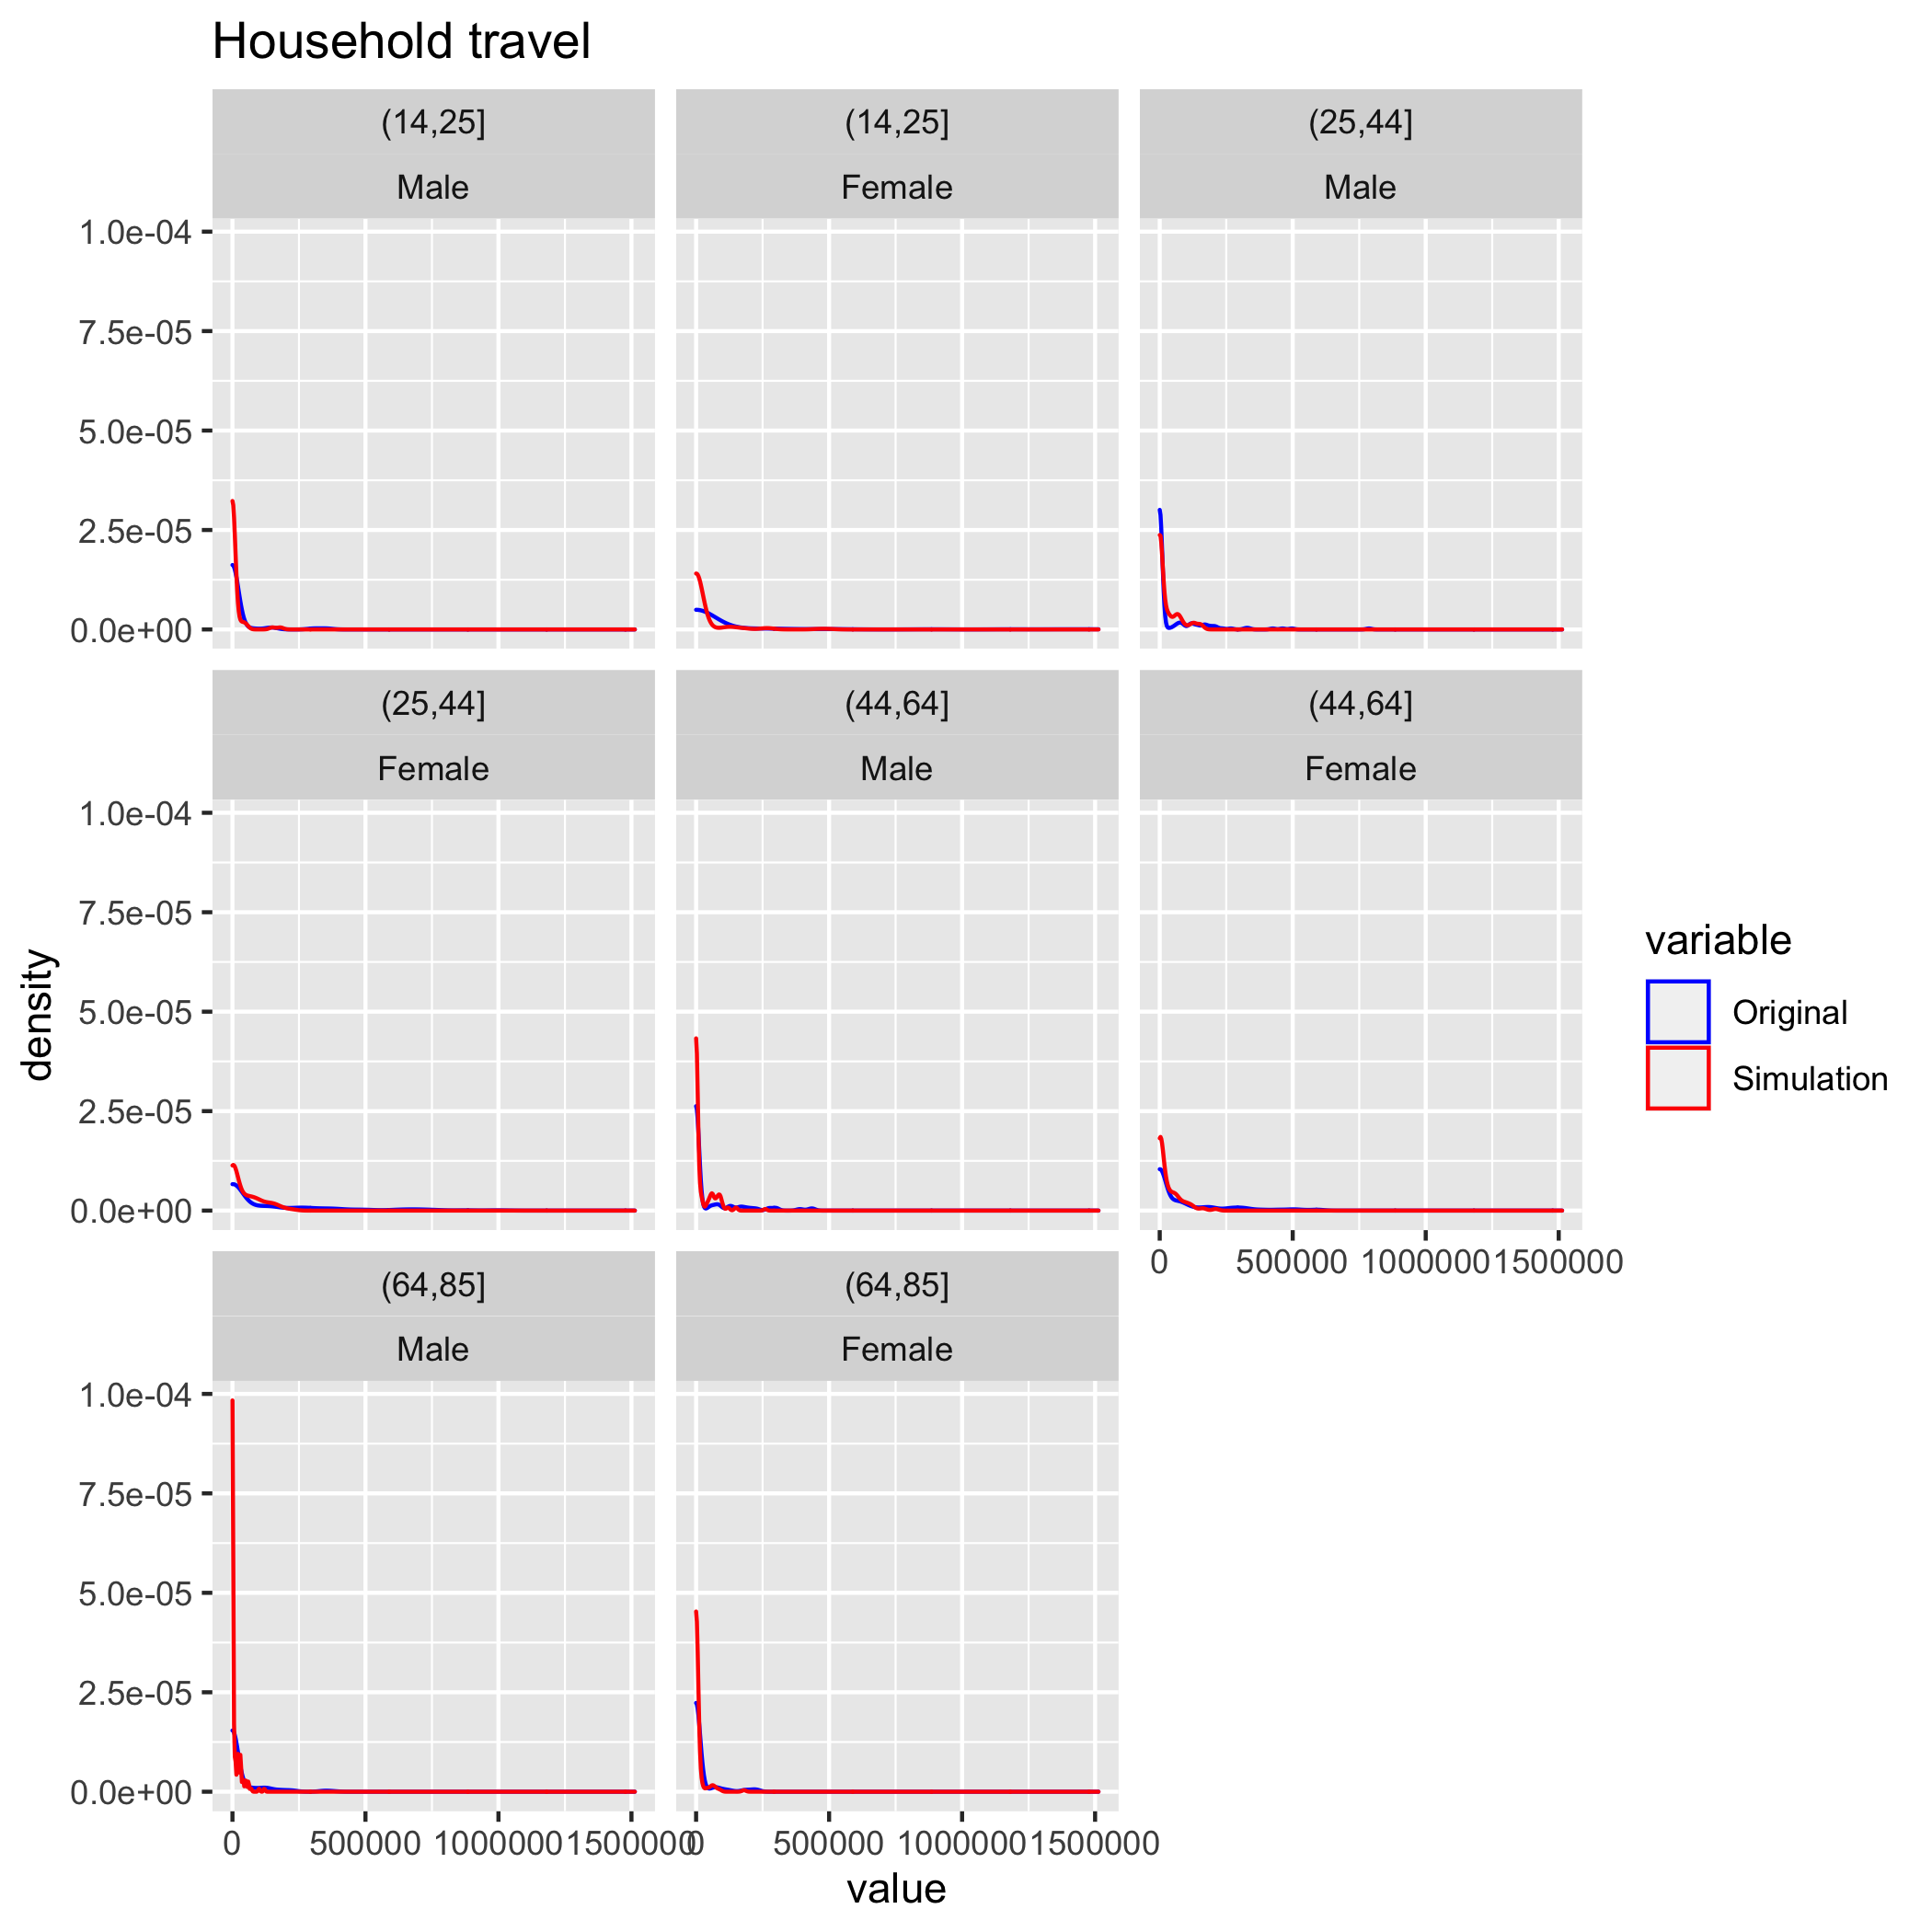 Household travel
(14,25]
(14,25]
(25,44]
Male
Female
Male
1.0e-04
7.5e-05
5.0e-05
2.5e-05
0.0e+00
(25,44]
(44,64]
(44,64]
Female
Male
Female
1.0e-04
7.5e-05
5.0e-05
2.5e-05
0.0e+00
0 500000 1000000 1500000
(64,85]
(64,85]
Male
Female
1.0e-04
7.5e-05
5.0e-05
2.5e-05
0.0e+00
0 500000 1000000 1500000
0 500000 1000000 1500000
value
density
variable
Original
Simulation